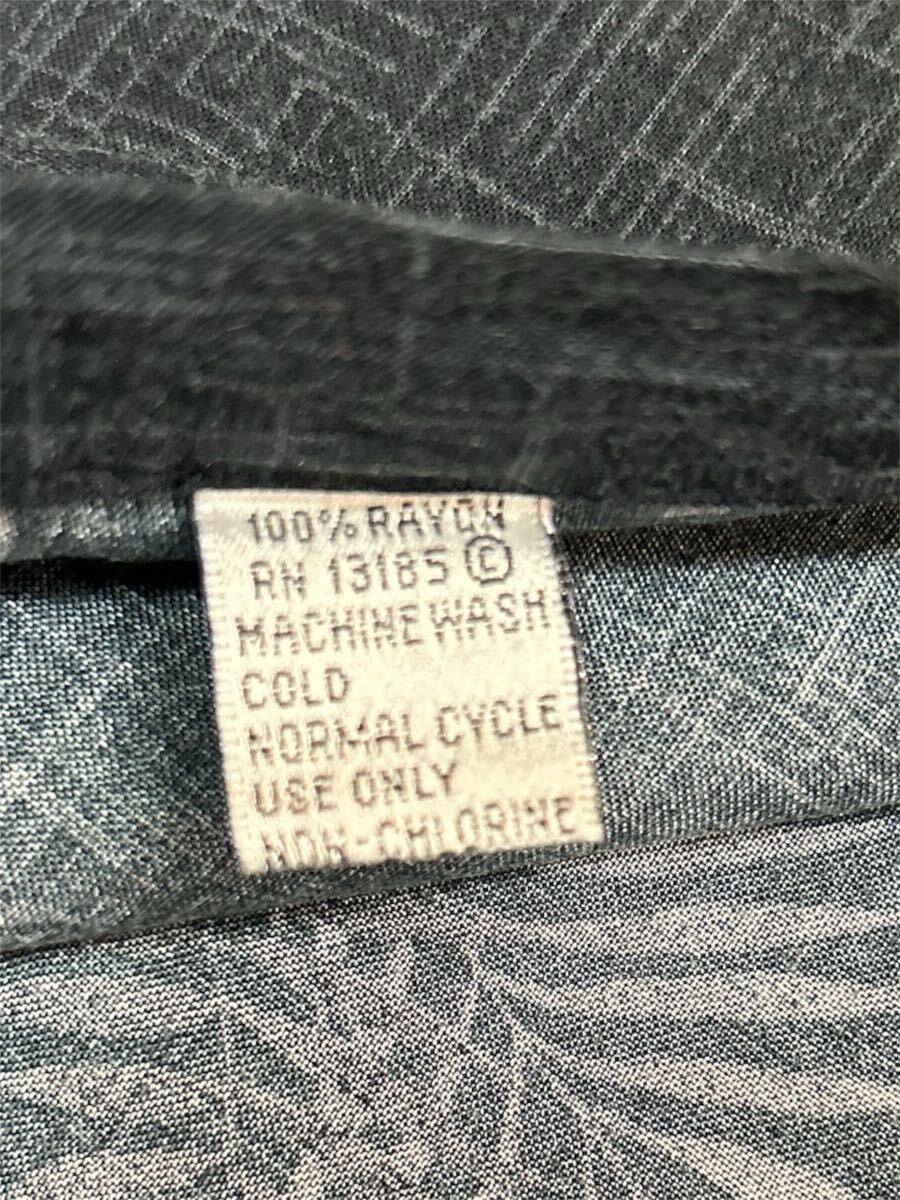 100% RAYON
RN 13185 ©
MACHINE WASH
COLD
NORMAL CYCLE
USE ONLY
NON-CHLORINE